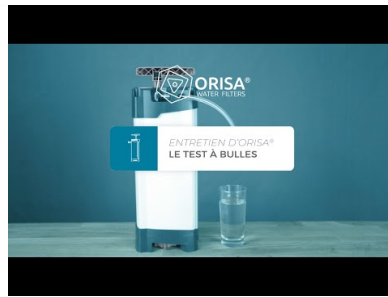 ORISA®
WATER FILTERS
ENTRETIEN D'ORISA®
LE TEST À BULLES